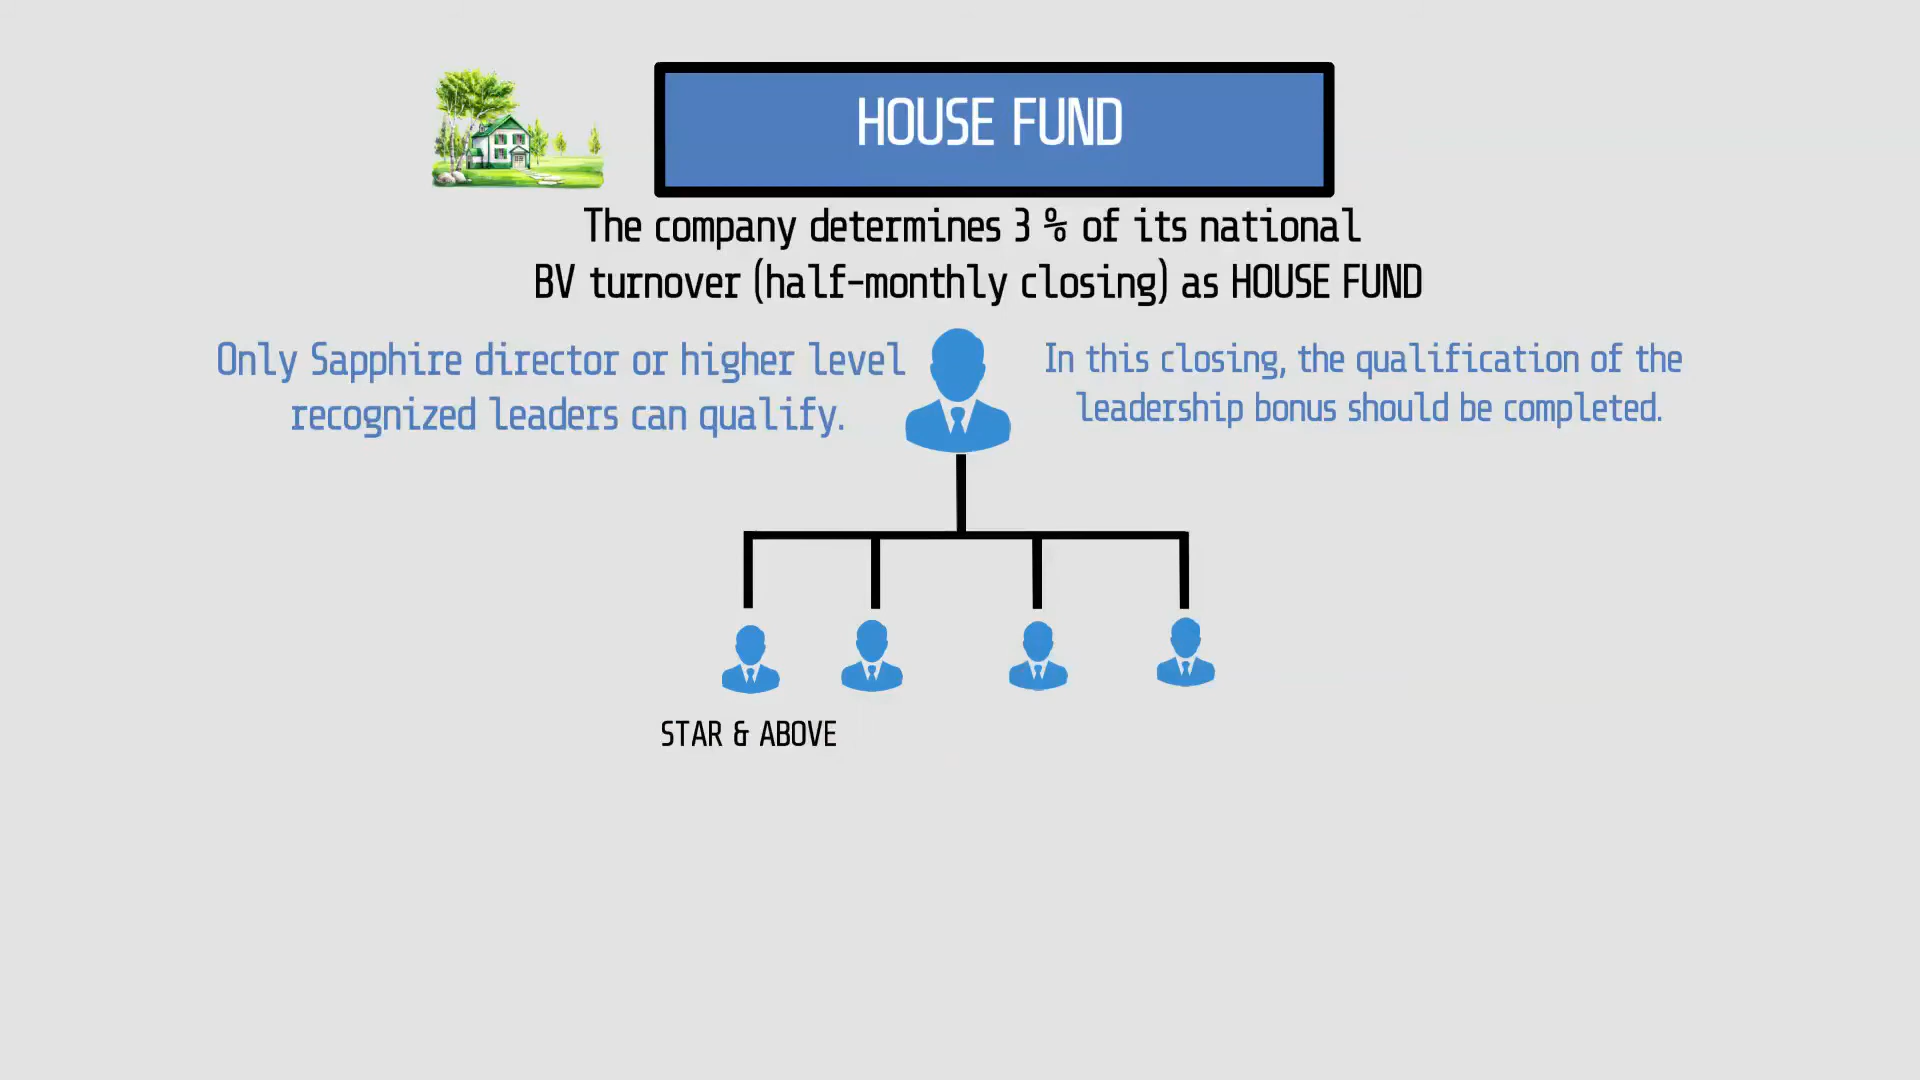 HOUSE FUND
The company determines 3 % of its national
BV turnover (half-monthly closing) as HOUSE FUND
Only Sapphire director or higher level
recognized leaders can qualify.
In this closing, the qualification of the
leadership bonus should be completed.
STAR & ABOVE